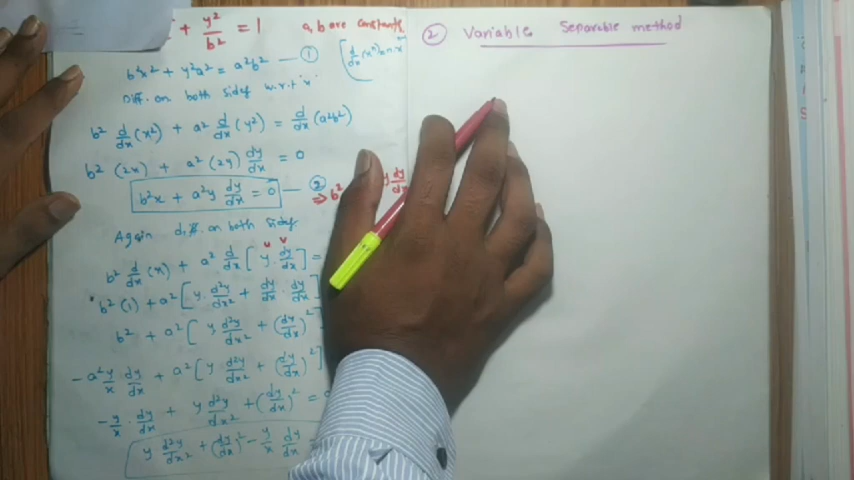 + y²/b² = 1 a, b are constants
b²x² + y²a² = a²b² — ①
Diff. on both sides w.r.t 'x'
b² d/dx (x²) + a² d/dx (y²) = d/dx (a²b²)
b² (2x) + a² (2y) dy/dx = 0
b²x + a²y dy/dx = 0 — ②
⇒ b²
y dy/dx
Again diff. on both sides
b² d/dx (x) + a² d/dx [ y. dy/dx ] =
b² (1) + a² [ y. d²y/dx² + dy/dx . dy/dx ]
b² + a² [ y d²y/dx² + (dy/dx)² ]
- a²y/x dy/dx + a² [ y d²y/dx² + (dy/dx)² ]
- y/x . dy/dx + y d²y/dx² + (dy/dx)² =
y d²y/dx² + (dy/dx)² - y/x dy/dx
② Variable Separable method